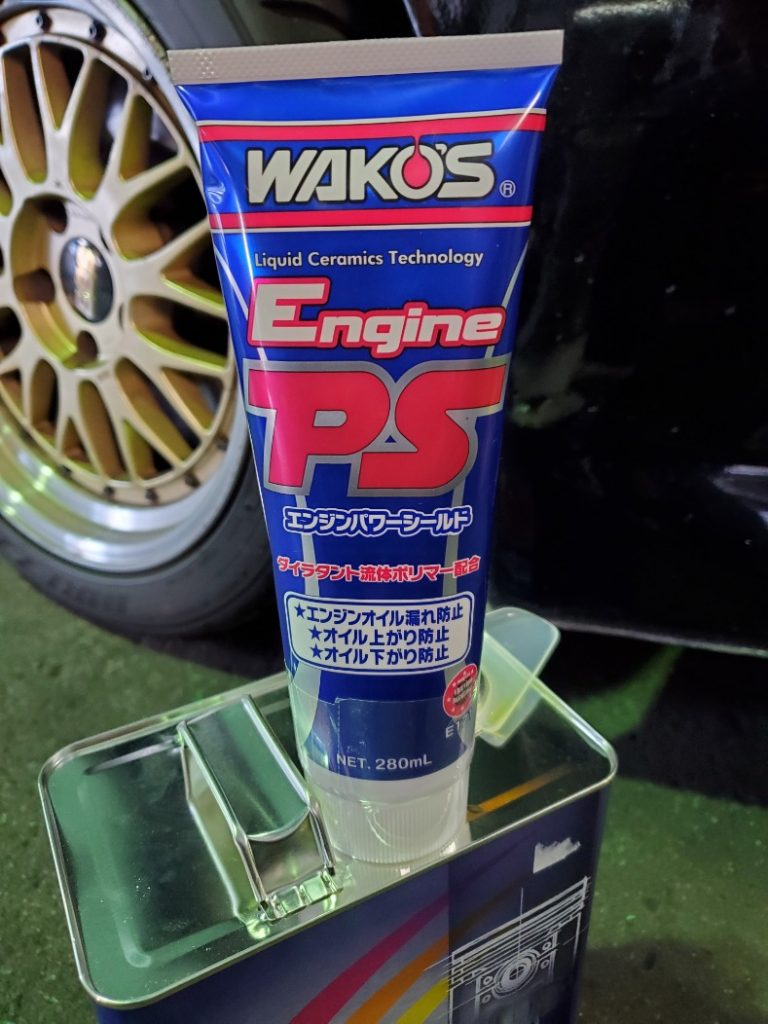 WAKO'S®
Liquid Ceramics Technology
Engine
PS
エンジンパワーシールド
ダイラタント流体ポリマー配合
★エンジンオイル漏れ防止
★オイル上がり防止
★オイル下がり防止
NET. 280mL